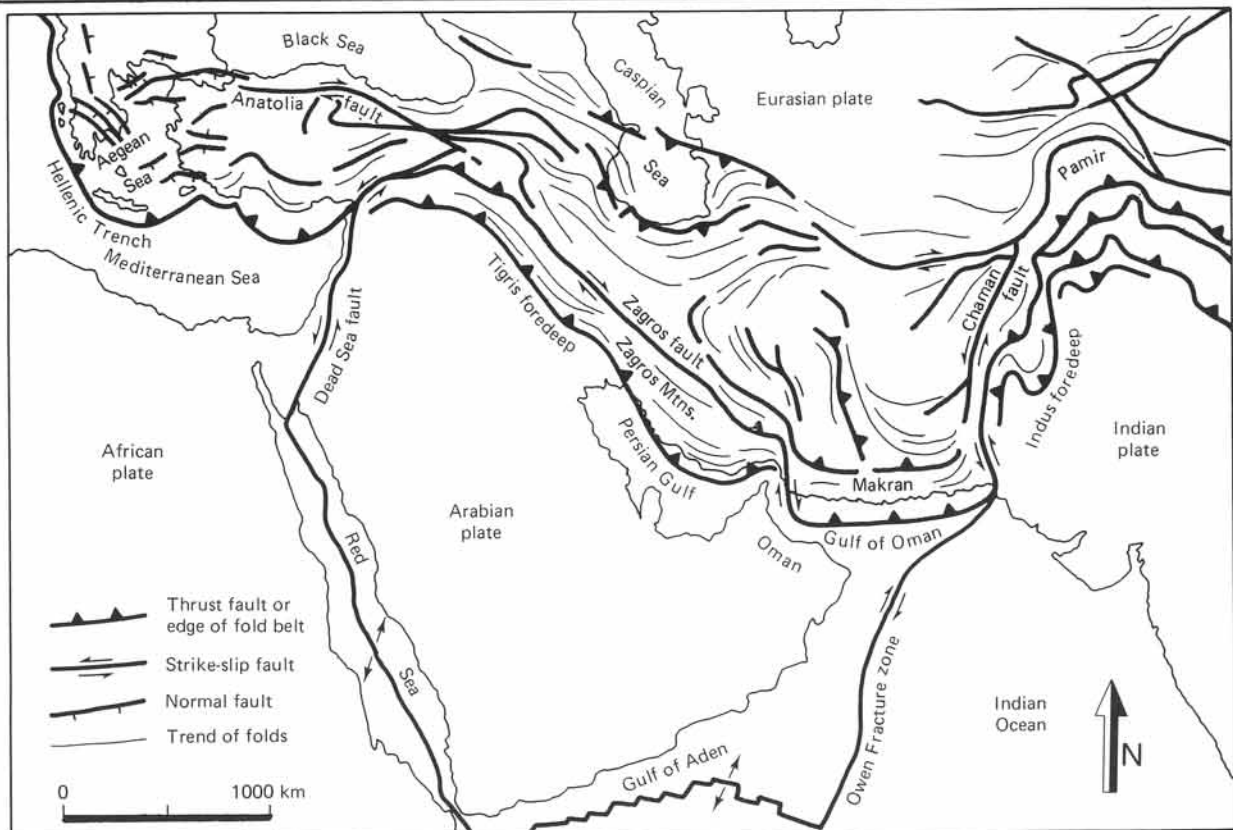 Black Sea
Caspian
Sea
Eurasian plate
Anatolia
fault
Aegean
Sea
Pamir
Hellenic Trench
Mediterranean Sea
Chaman
fault
Tigris foredeep
Zagros fault
Zagros Mtns.
Dead Sea fault
Indus foredeep
African
plate
Indian
plate
Persian Gulf
Makran
Arabian
plate
Gulf of Oman
Oman
Red
Sea
Thrust fault or
edge of fold belt
Strike-slip fault
Normal fault
Trend of folds
Owen Fracture zone
Indian
Ocean
Gulf of Aden
N
0 1000 km